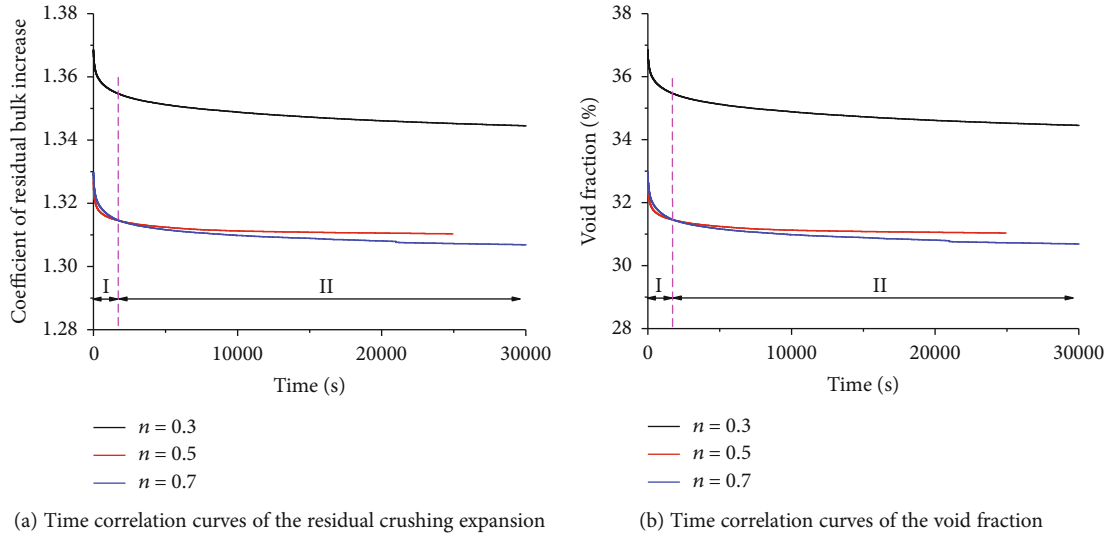 Coefficient of residual bulk increase
1.38
1.36
1.34
1.32
1.30
1.28
I
II
0
10000
20000
30000
Time (s)
n = 0.3
n = 0.5
n = 0.7
(a) Time correlation curves of the residual crushing expansion
Void fraction (%)
38
36
34
32
30
28
I
II
0
10000
20000
30000
Time (s)
n = 0.3
n = 0.5
n = 0.7
(b) Time correlation curves of the void fraction